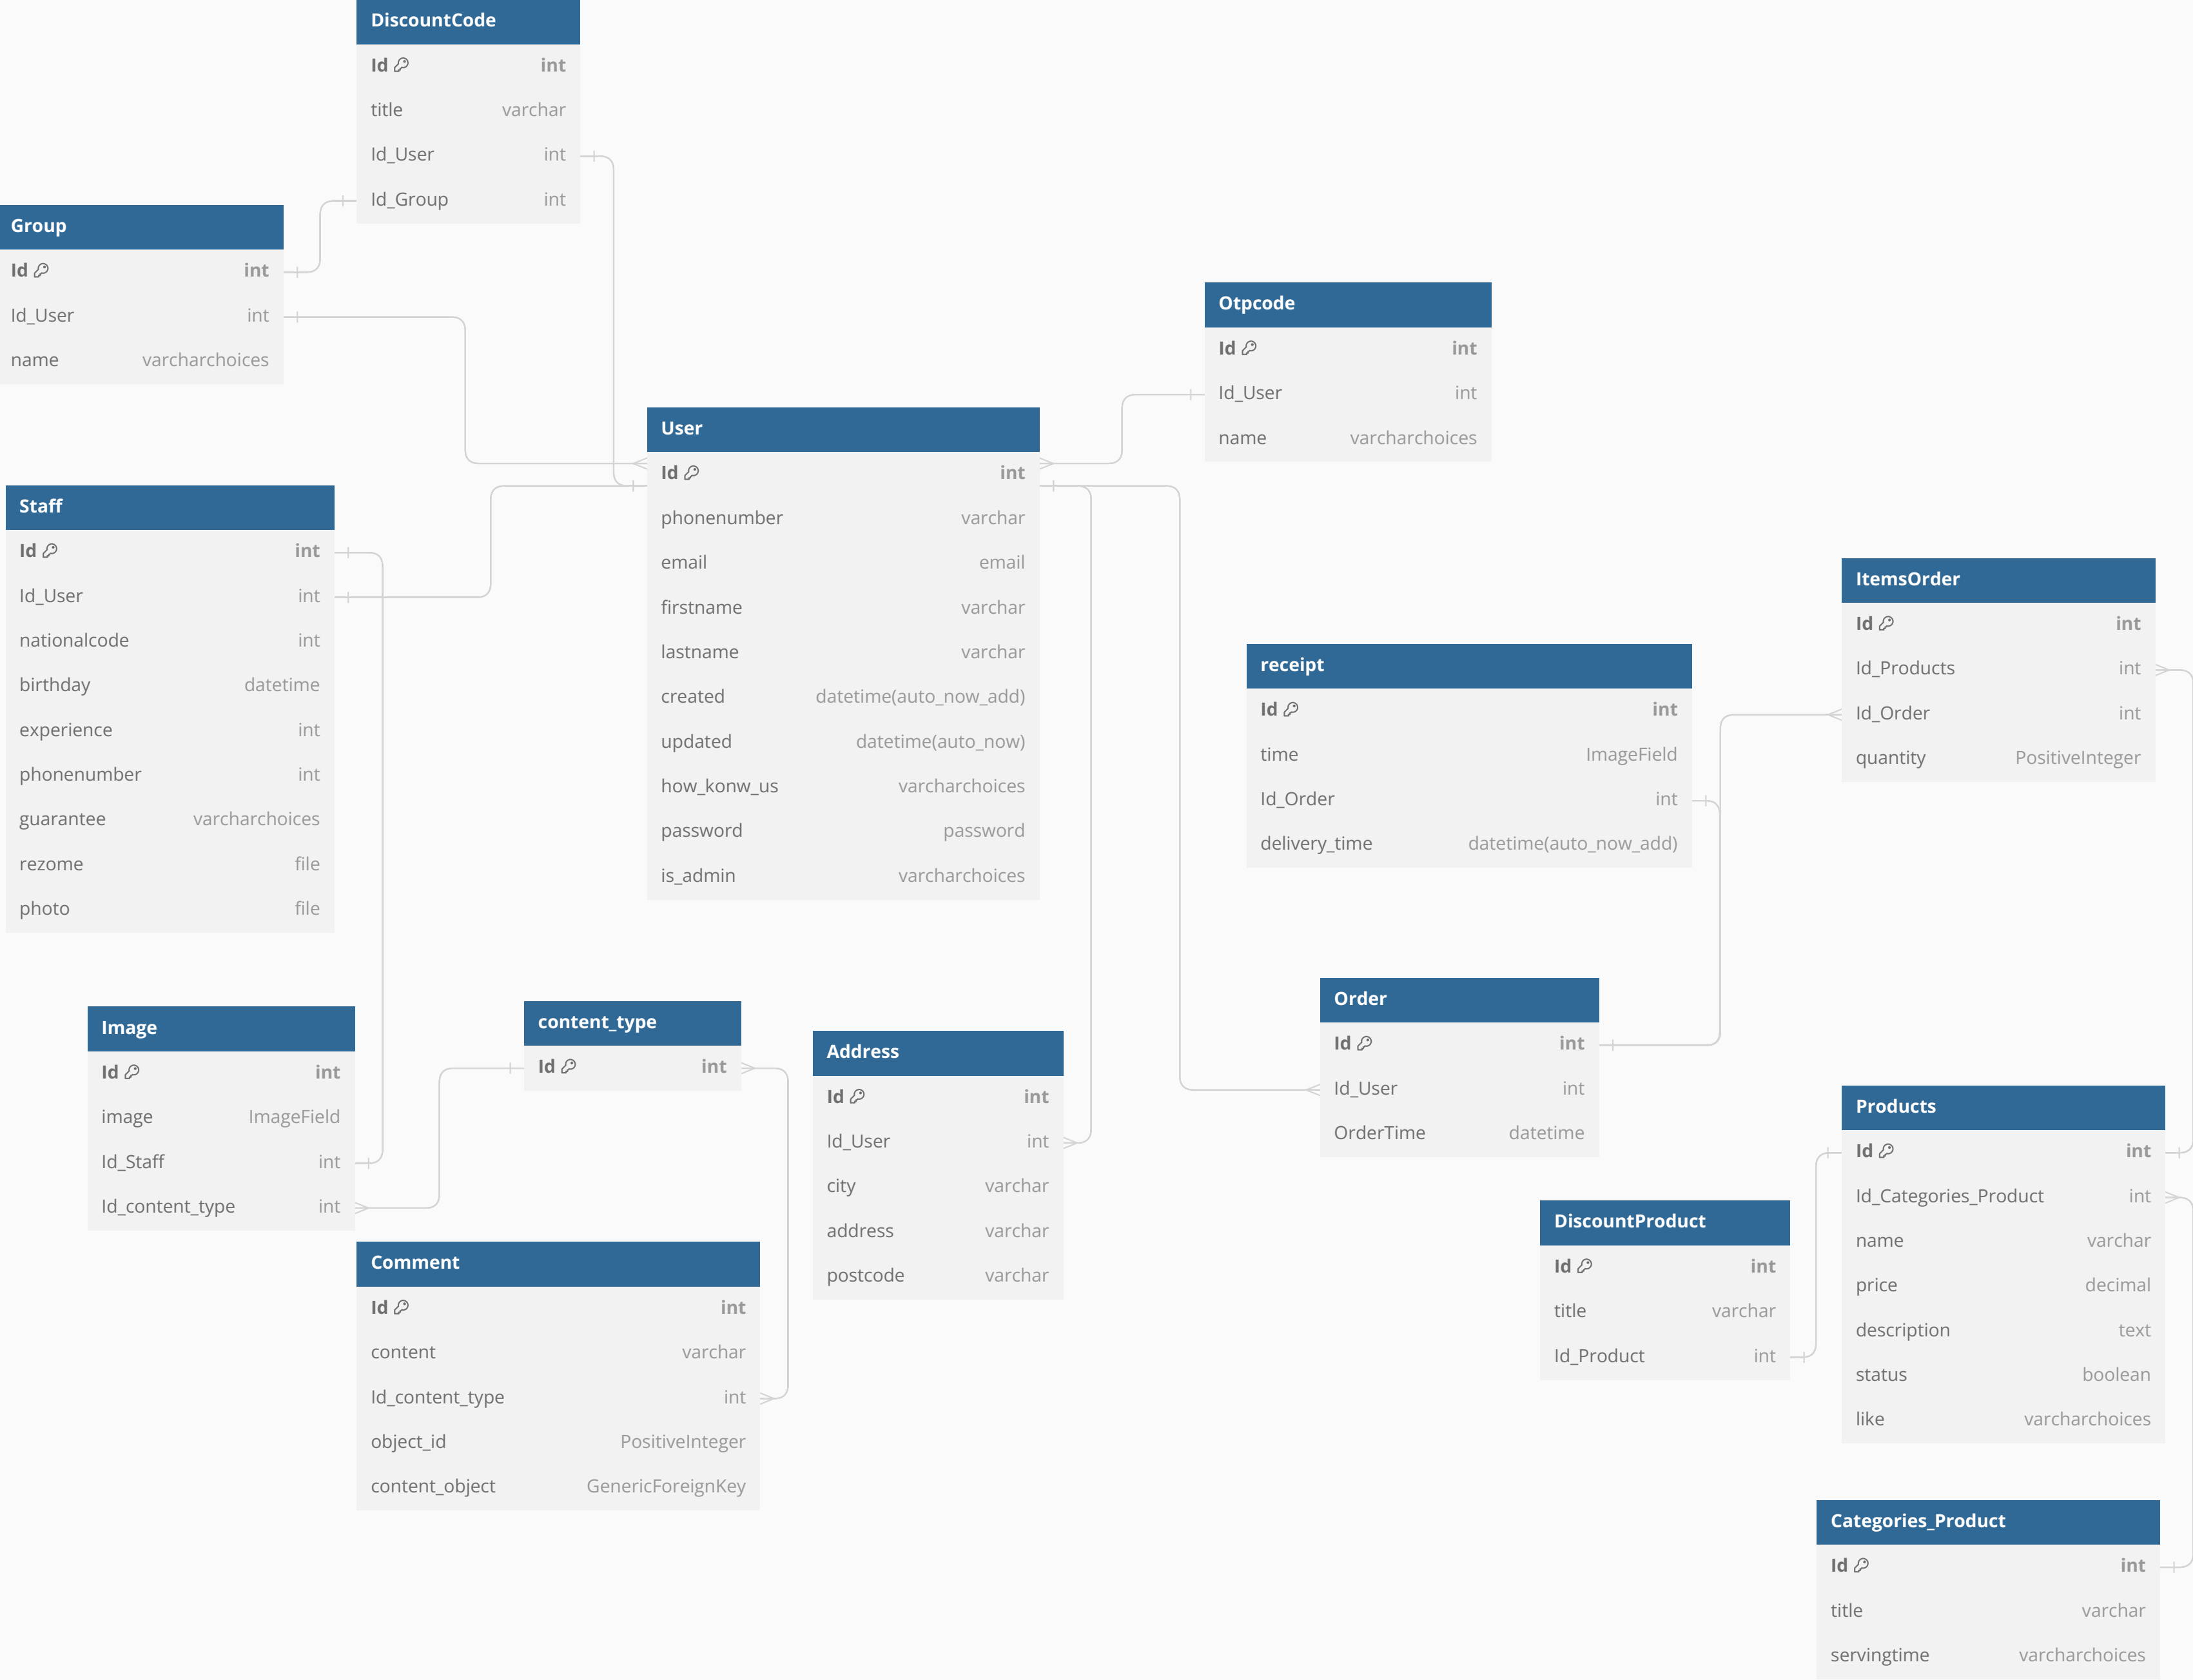 DiscountCode
Id int
title varchar
Id_User int
Id_Group int
Group
Id int
Id_User int
name varcharchoices
Otpcode
Id int
Id_User int
name varcharchoices
User
Id int
phonenumber varchar
email email
firstname varchar
lastname varchar
created datetime(auto_now_add)
updated datetime(auto_now)
how_konw_us varcharchoices
password password
is_admin varcharchoices
Staff
Id int
Id_User int
nationalcode int
birthday datetime
experience int
phonenumber int
guarantee varcharchoices
rezome file
photo file
ItemsOrder
Id int
Id_Products int
Id_Order int
quantity PositiveInteger
receipt
Id int
time ImageField
Id_Order int
delivery_time datetime(auto_now_add)
Order
Id int
Id_User int
OrderTime datetime
Image
Id int
image ImageField
Id_Staff int
Id_content_type int
content_type
Id int
Address
Id int
Id_User int
city varchar
address varchar
postcode varchar
Products
Id int
Id_Categories_Product int
name varchar
price decimal
description text
status boolean
like varcharchoices
DiscountProduct
Id int
title varchar
Id_Product int
Comment
Id int
content varchar
Id_content_type int
object_id PositiveInteger
content_object GenericForeignKey
Categories_Product
Id int
title varchar
servingtime varcharchoices